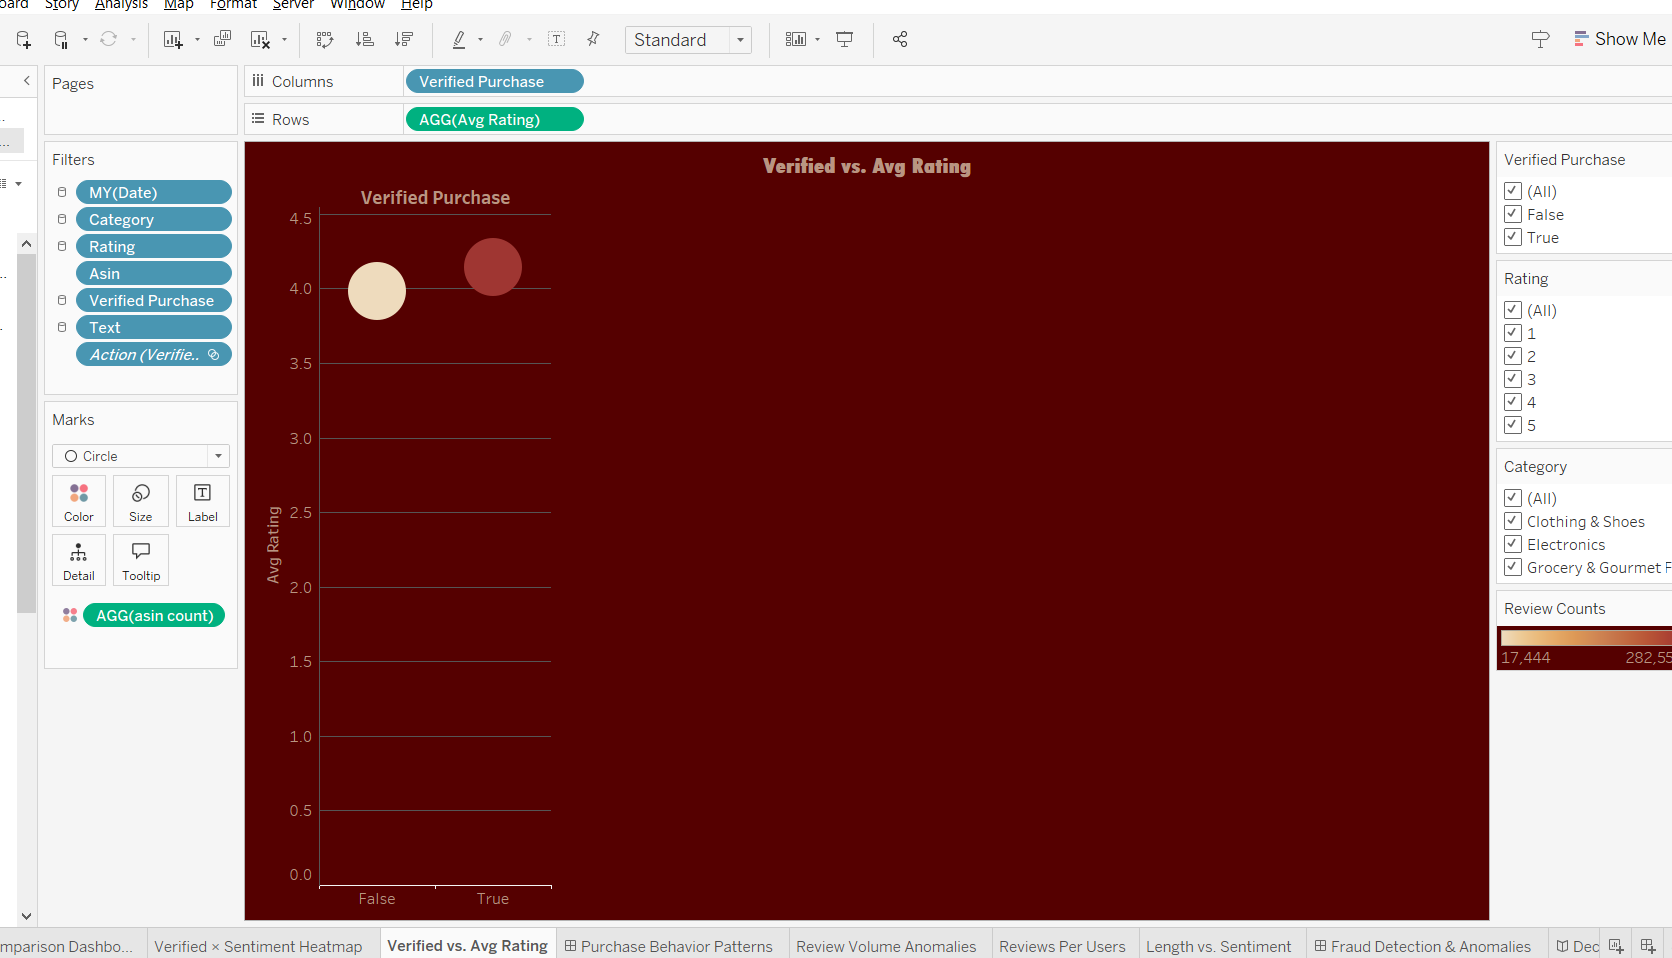 Story Analysis Map Format Server Window Help
Standard
Show Me
Pages
Columns
Verified Purchase
Rows
AGG(Avg Rating)
Filters
MY(Date)
Category
Rating
Asin
Verified Purchase
Text
Action (Verifie..
Marks
Circle
Color
Size
Label
Detail
Tooltip
AGG(asin count)
Verified vs. Avg Rating
Verified Purchase
4.5
4.0
3.5
3.0
2.5
2.0
1.5
1.0
0.5
0.0
Avg Rating
False
True
Verified Purchase
(All)
False
True
Rating
(All)
1
2
3
4
5
Category
(All)
Clothing & Shoes
Electronics
Grocery & Gourmet F
Review Counts
17,444
282,55
mparison Dashbo...
Verified × Sentiment Heatmap
Verified vs. Avg Rating
Purchase Behavior Patterns
Review Volume Anomalies
Reviews Per Users
Length vs. Sentiment
Fraud Detection & Anomalies
Dec